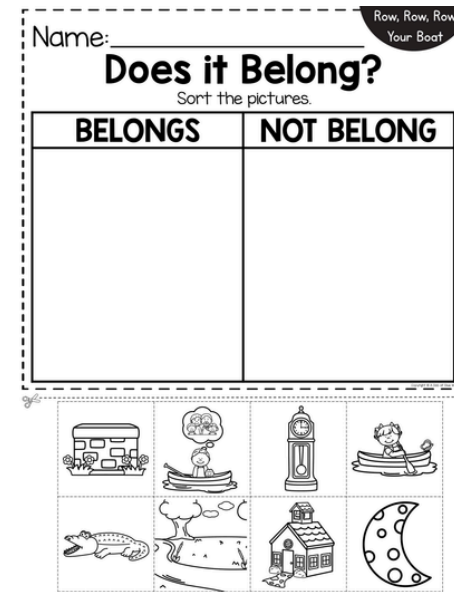 Row, Row, Row
Your Boat
Name:
Does it Belong?
Sort the pictures.
BELONGS
NOT BELONG